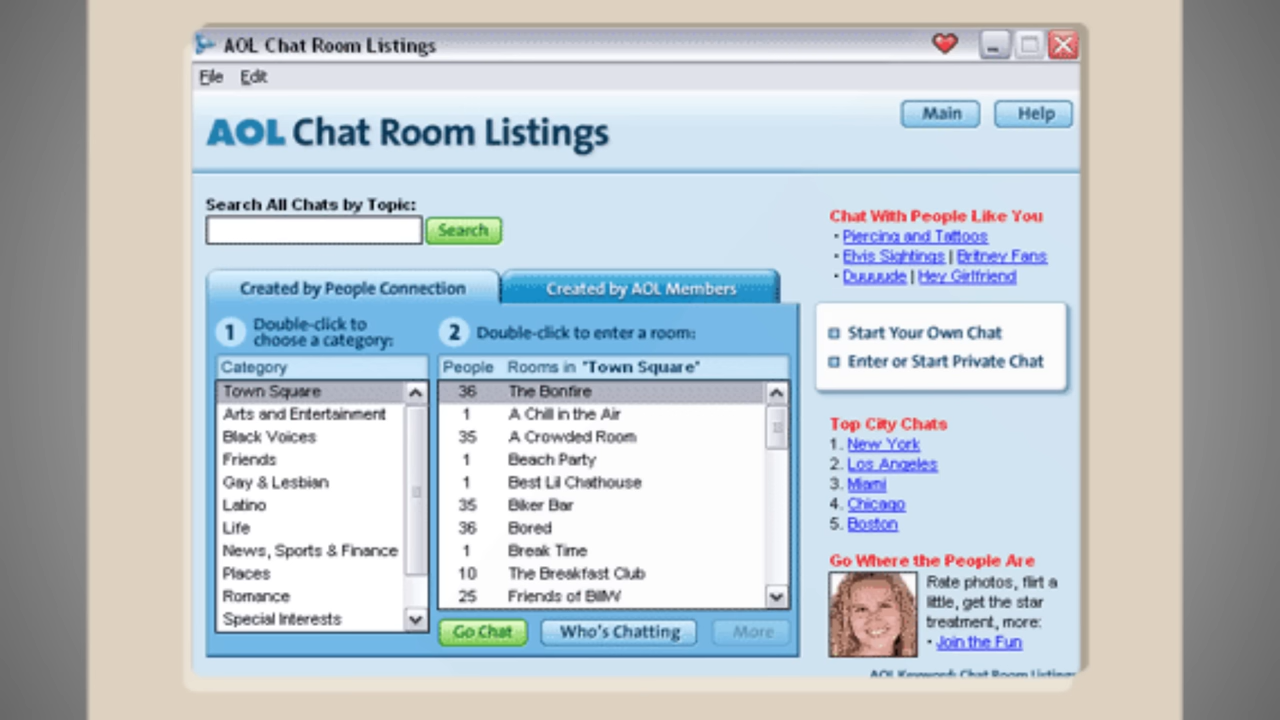 AOL Chat Room Listings
File Edit
AOL Chat Room Listings
Main Help
Search All Chats by Topic:
Search
Created by People Connection
Created by AOL Members
1 Double-click to
choose a category:
Category
Town Square
Arts and Entertainment
Black Voices
Friends
Gay & Lesbian
Latino
Life
News, Sports & Finance
Places
Romance
Special Interests
2 Double-click to enter a room:
People Rooms in "Town Square"
36 The Bonfire
1 A Chill in the Air
35 A Crowded Room
1 Beach Party
1 Best Lil Chathouse
35 Biker Bar
36 Bored
1 Break Time
10 The Breakfast Club
25 Friends of BillW
Go Chat
Who's Chatting
More
Chat With People Like You
· Piercing and Tattoos
· Elvis Sightings | Britney Fans
· Duuuude | Hey Girlfriend
Start Your Own Chat
Enter or Start Private Chat
Top City Chats
1. New York
2. Los Angeles
3. Miami
4. Chicago
5. Boston
Go Where the People Are
Rate photos, flirt a
little, get the star
treatment, more:
· Join the Fun
AOL Keyword: Chat Room Listings